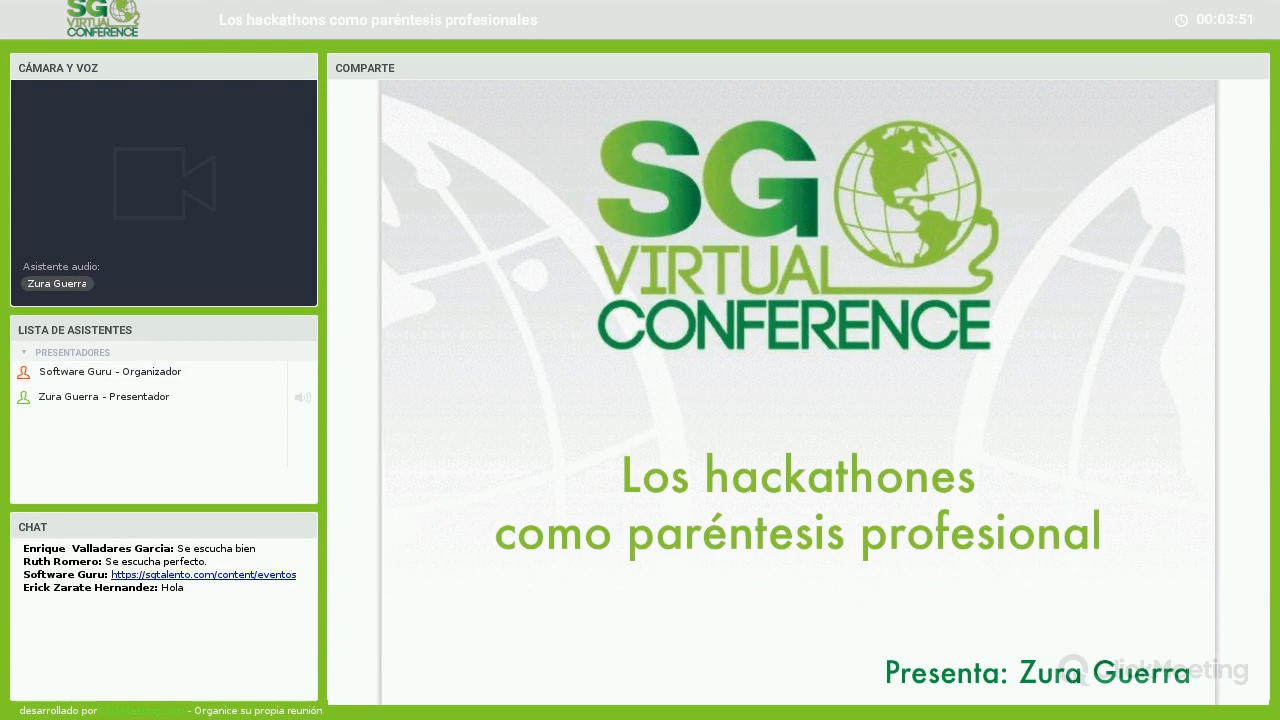 SG
VIRTUAL
CONFERENCE
Los hackathons como paréntesis profesionales
00:03:51
CÁMARA Y VOZ
Asistente audio:
Zura Guerra
LISTA DE ASISTENTES
PRESENTADORES
Software Guru - Organizador
Zura Guerra - Presentador
CHAT
Enrique Valladares Garcia: Se escucha bien
Ruth Romero: Se escucha perfecto.
Software Guru: https://sgtalento.com/content/eventos
Erick Zarate Hernandez: Hola
desarrollado por - Organice su propia reunión
COMPARTE
SG
VIRTUAL
CONFERENCE
Los hackathones
como paréntesis profesional
Presenta: Zura Guerra
ClickMeeting